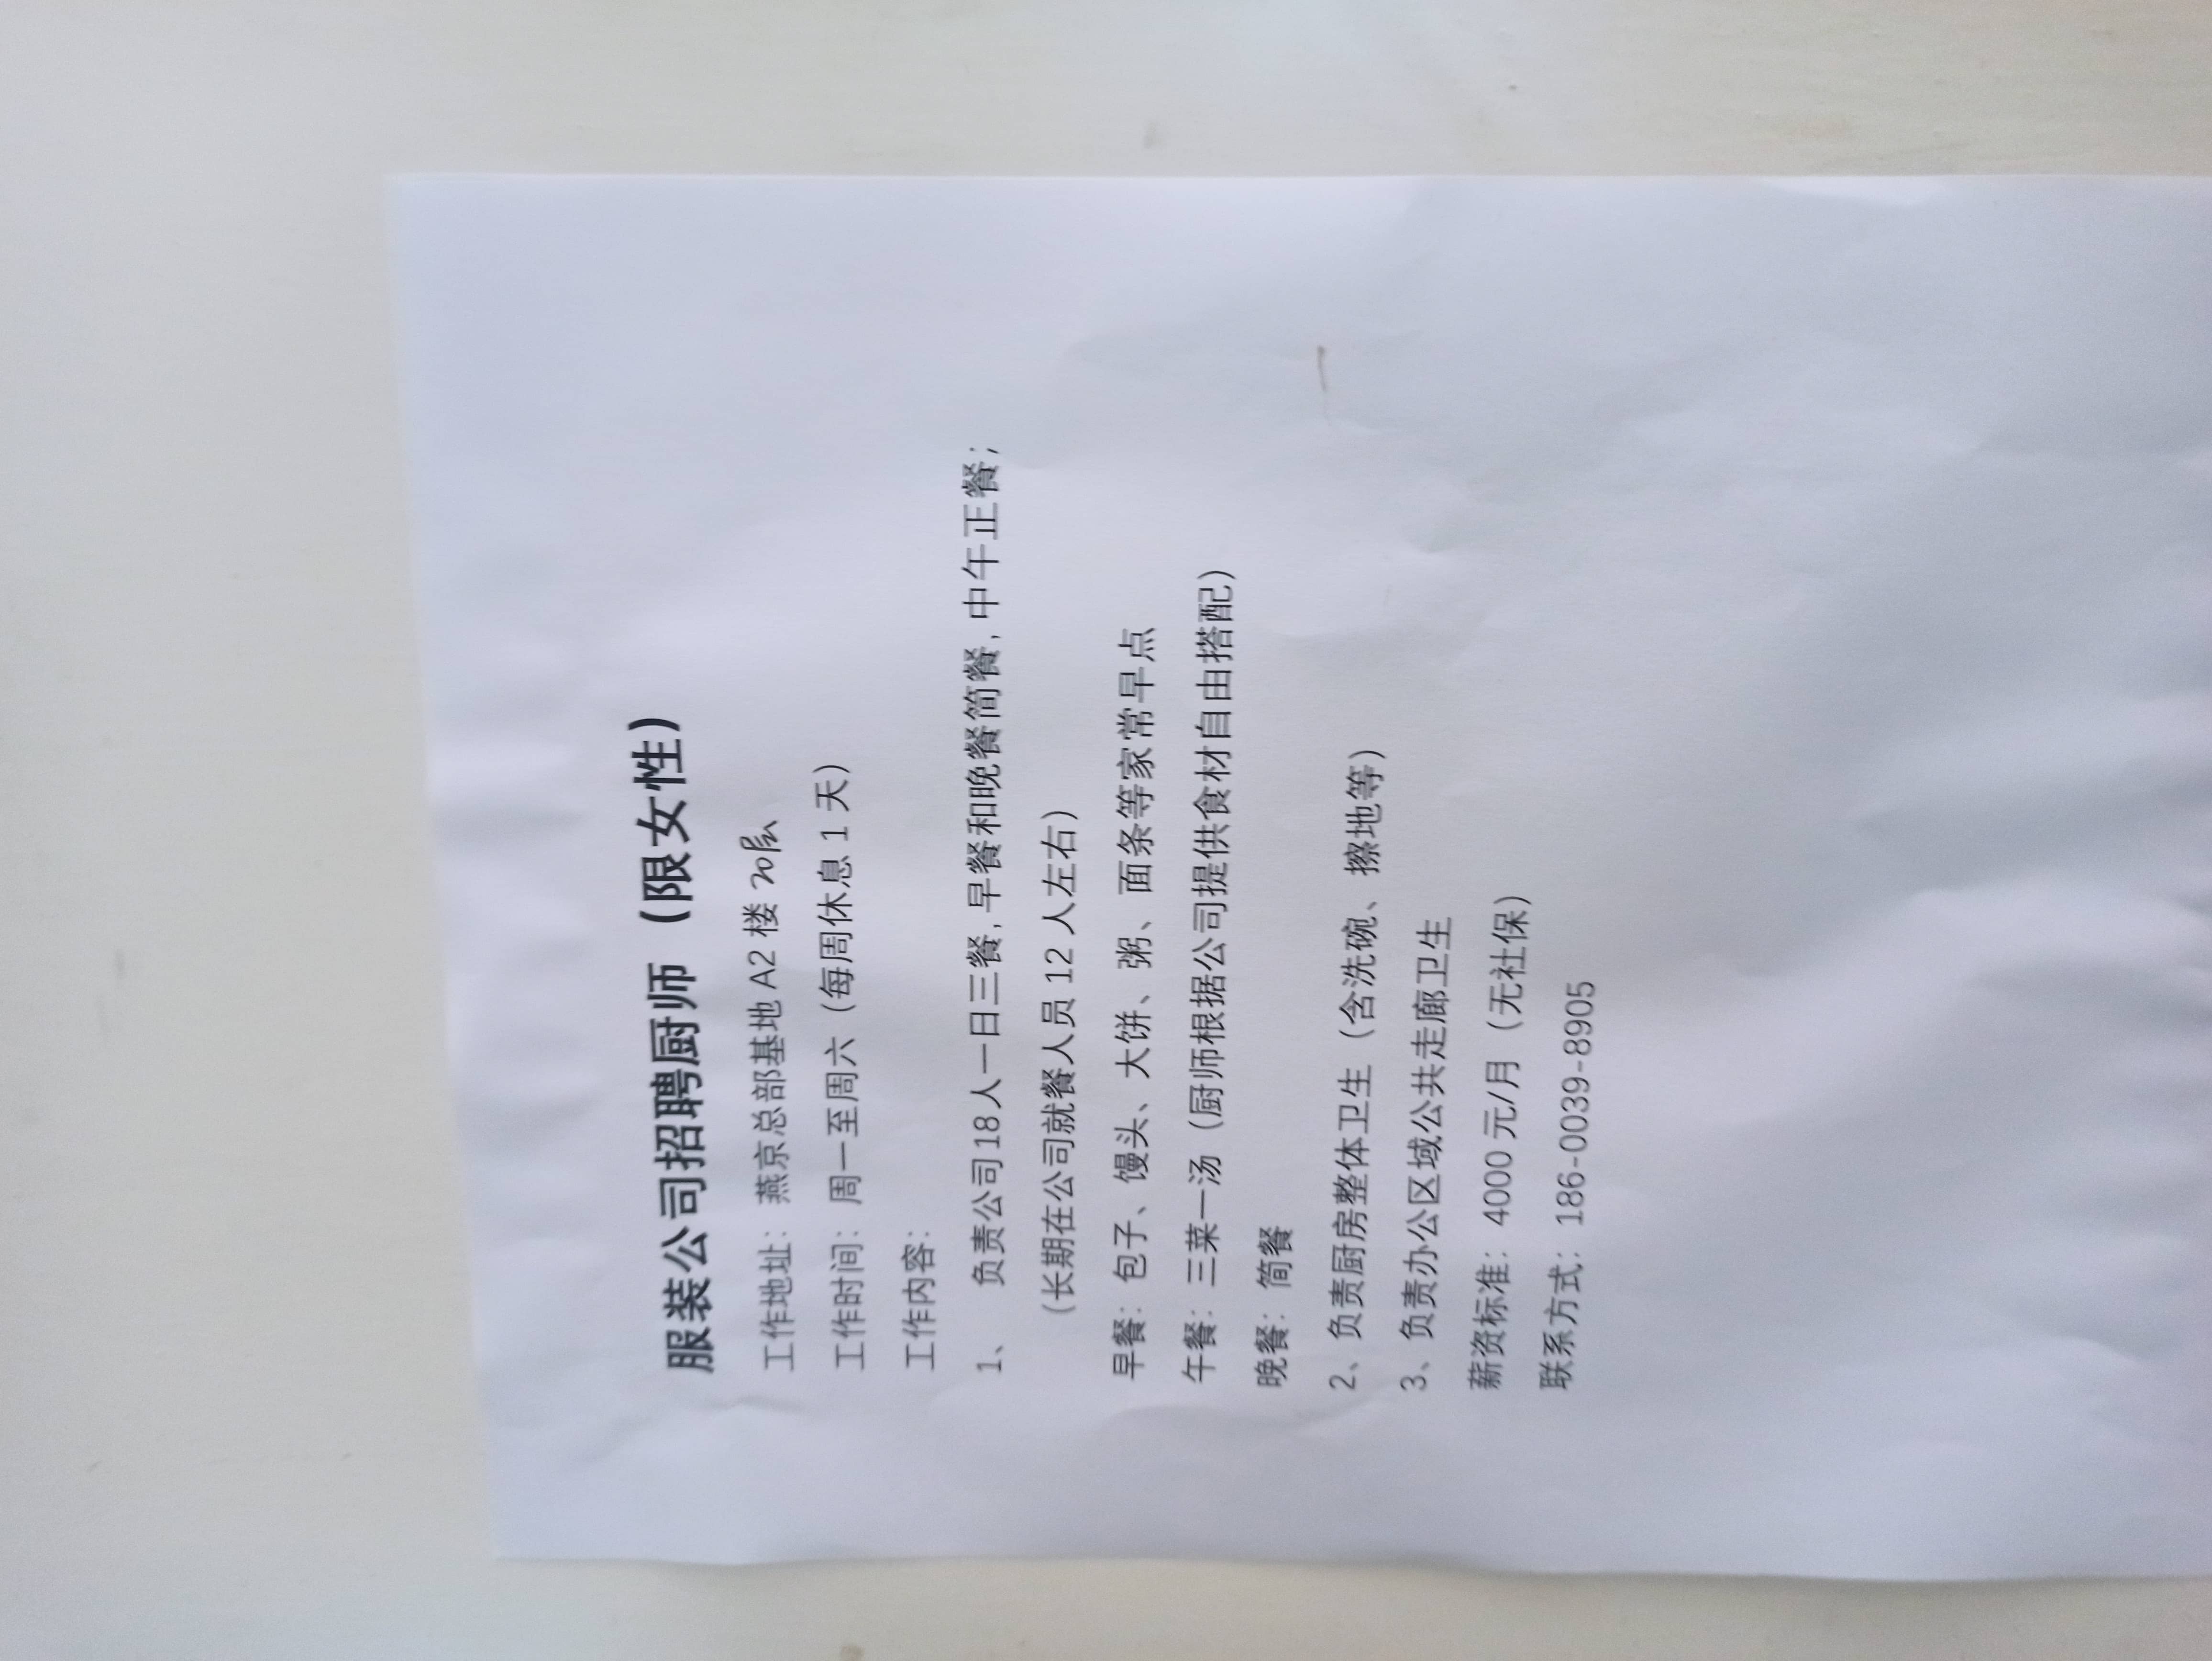 服装公司招聘厨师（限女性）
工作地址：燕京总部基地 A2 楼 20层
工作时间：周一至周六（每周休息 1 天）
工作内容：
1、 负责公司18人一日三餐，早餐和晚餐简餐，中午正餐；
（长期在公司就餐人员 12 人左右）
早餐：包子、馒头、大饼、粥、面条等家常早点
午餐：三菜一汤（厨师根据公司提供食材自由搭配）
晚餐：简餐
2、负责厨房整体卫生（含洗碗、擦地等）
3、负责办公区域公共走廊卫生
薪资标准：4000 元/月（无社保）
联系方式：186-0039-8905